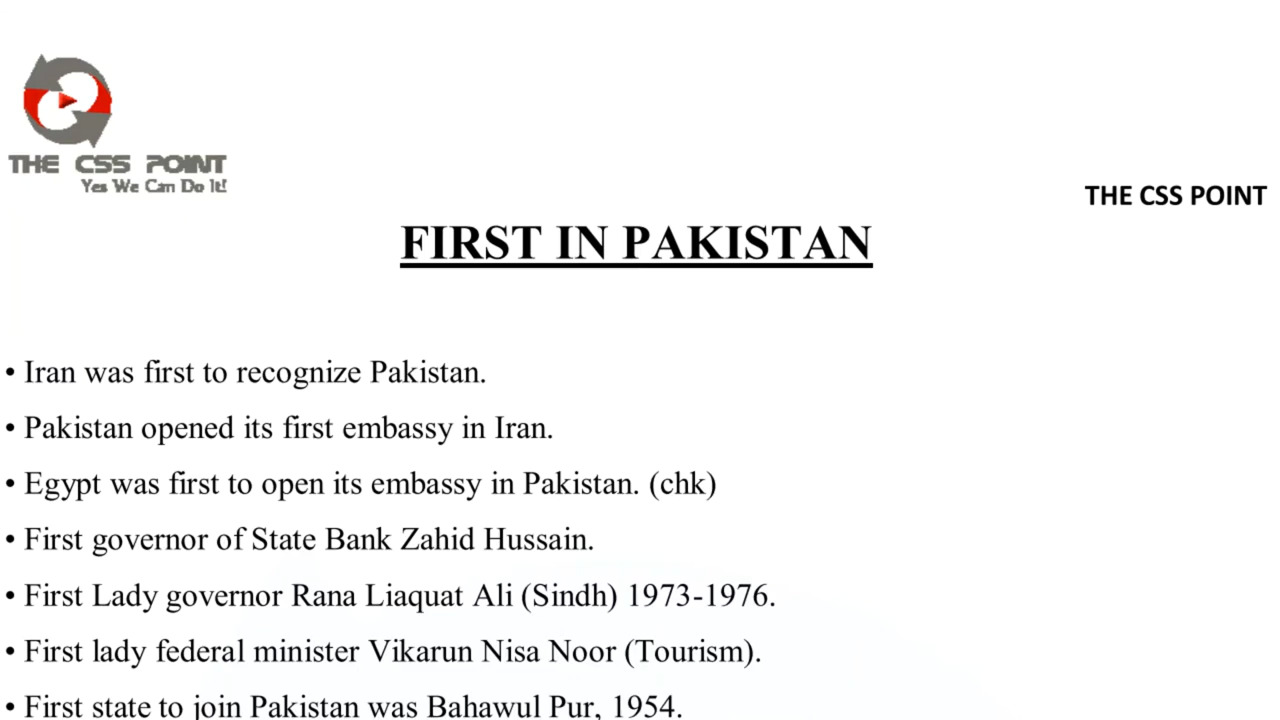 THE CSS POINT
Yes We Can Do It!
THE CSS POINT
FIRST IN PAKISTAN
• Iran was first to recognize Pakistan.
• Pakistan opened its first embassy in Iran.
• Egypt was first to open its embassy in Pakistan. (chk)
• First governor of State Bank Zahid Hussain.
• First Lady governor Rana Liaquat Ali (Sindh) 1973-1976.
• First lady federal minister Vikarun Nisa Noor (Tourism).
• First state to join Pakistan was Bahawul Pur, 1954.